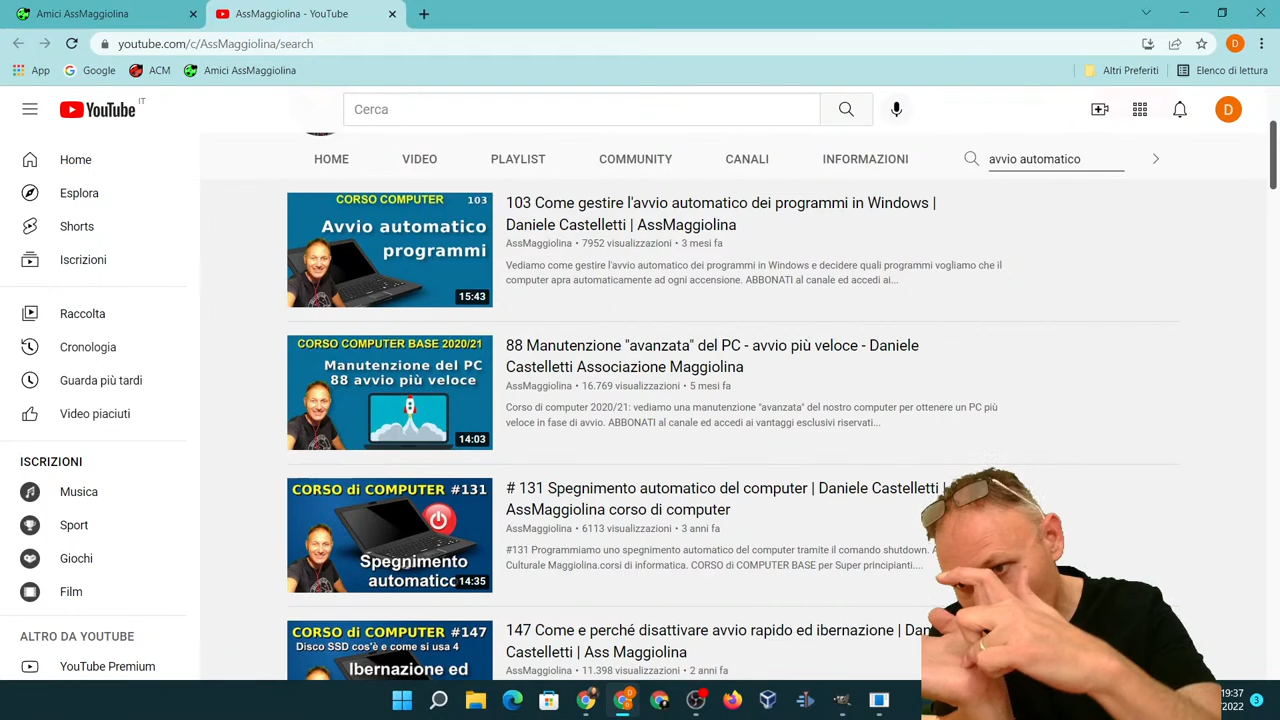 Amici AssMaggiolina
AssMaggiolina - YouTube
youtube.com/c/AssMaggiolina/search
D
App
Google
ACM
Amici AssMaggiolina
Altri Preferiti
Elenco di lettura
YouTube IT
Cerca
D
HOME
VIDEO
PLAYLIST
COMMUNITY
CANALI
INFORMAZIONI
avvio automatico
Home
Esplora
Shorts
Iscrizioni
Raccolta
Cronologia
Guarda più tardi
Video piaciuti
ISCRIZIONI
Musica
Sport
Giochi
Film
ALTRO DA YOUTUBE
YouTube Premium
CORSO COMPUTER 103
Avvio automatico
programmi
15:43
103 Come gestire l'avvio automatico dei programmi in Windows |
Daniele Castelletti | AssMaggiolina
AssMaggiolina • 7952 visualizzazioni • 3 mesi fa
Vediamo come gestire l'avvio automatico dei programmi in Windows e decidere quali programmi vogliamo che il
computer apra automaticamente ad ogni accensione. ABBONATI al canale ed accedi ai...
CORSO COMPUTER BASE 2020/21
Manutenzione del PC
88 avvio più veloce
14:03
88 Manutenzione "avanzata" del PC - avvio più veloce - Daniele
Castelletti Associazione Maggiolina
AssMaggiolina • 16.769 visualizzazioni • 5 mesi fa
Corso di computer 2020/21: vediamo una manutenzione "avanzata" del nostro computer per ottenere un PC più
veloce in fase di avvio. ABBONATI al canale ed accedi ai vantaggi esclusivi riservati...
CORSO di COMPUTER #131
Spegnimento
automatico
14:35
# 131 Spegnimento automatico del computer | Daniele Castelletti |
AssMaggiolina corso di computer
AssMaggiolina • 6113 visualizzazioni • 3 anni fa
#131 Programmiamo uno spegnimento automatico del computer tramite il comando shutdown.
Culturale Maggiolina.corsi di informatica. CORSO di COMPUTER BASE per Super principianti....
CORSO di COMPUTER #147
Disco SSD cos'è e come si usa 4
Ibernazione ed
147 Come e perché disattivare avvio rapido ed ibernazione |
Castelletti | Ass Maggiolina
AssMaggiolina • 11.398 visualizzazioni • 2 anni fa
19:37
2022
3